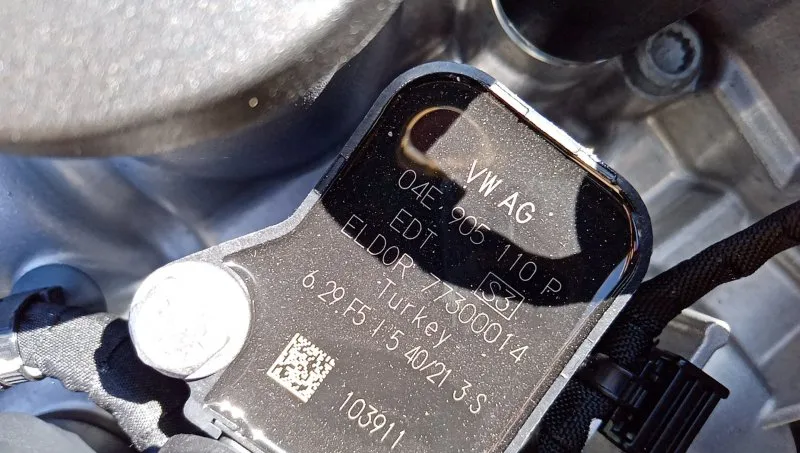 VW AG
04E 905 110 P
EDT S3
ELDOR 77300014
Turkey
6.29 F5 1 5 40/21 3.S
103911